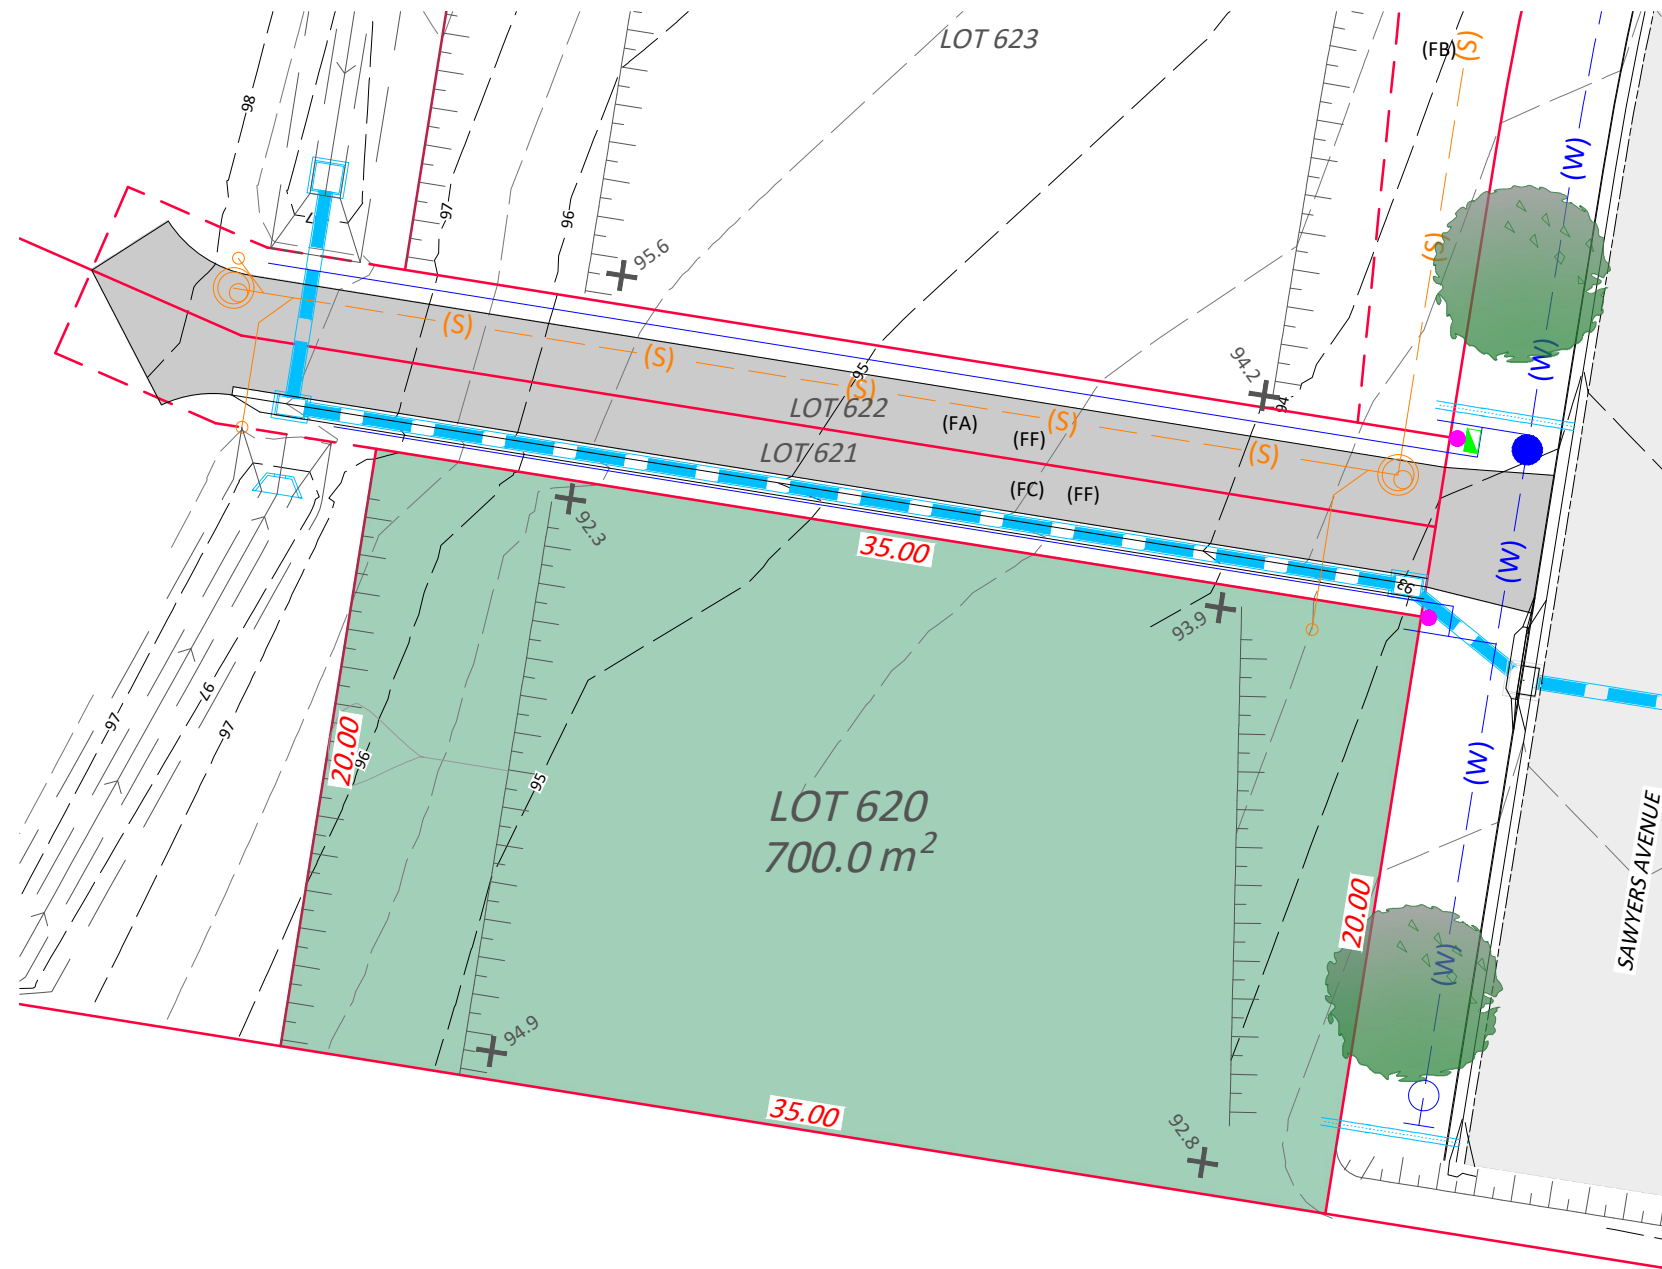 LOT 623
(FB)
(S)
98
(W)
97
96
(S)
95.6
(S)
(S)
(W)
94.2
95
(S)
94
LOT 622
(FA)
(S)
(FF)
LOT 621
(S)
(FC)
(FF)
92.3
35.00
(W)
93
93.9
97
97
97
20.00
96
95
(W)
LOT 620
700.0 m²
SAWYERS AVENUE
20.00
(W)
94.9
35.00
92.8